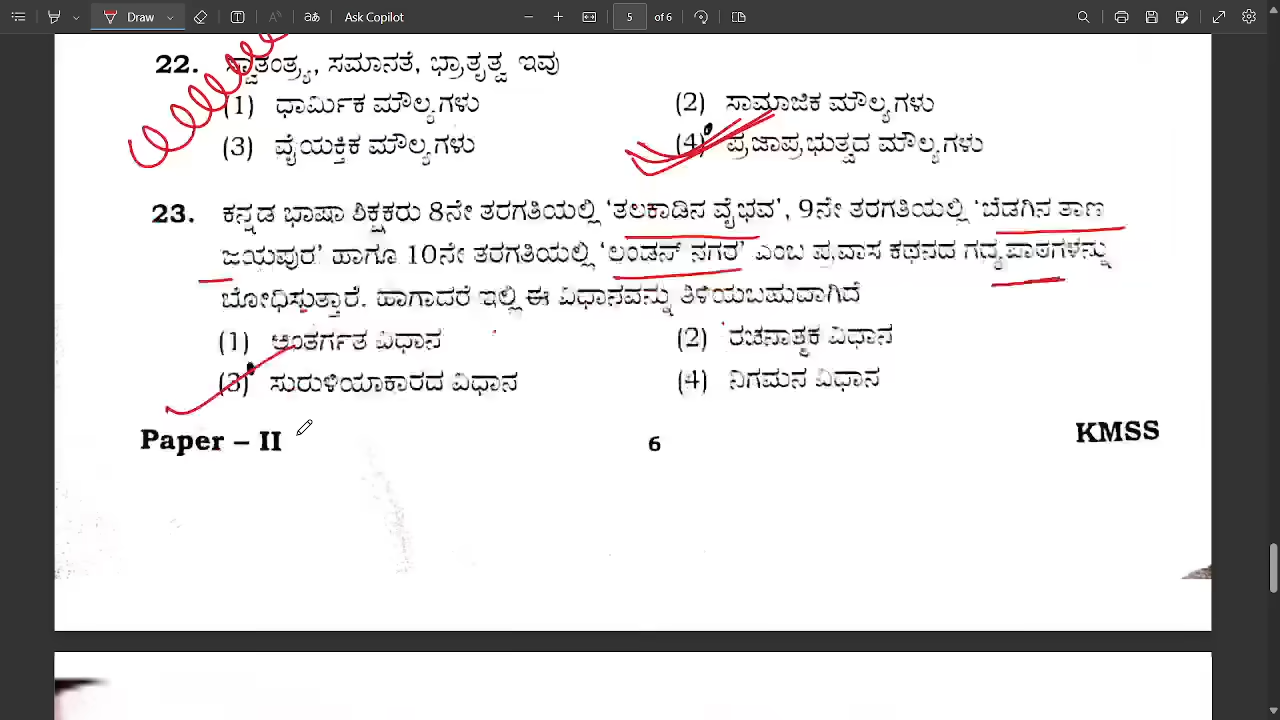 Draw
Ask Copilot
5 of 6
22. ಸ್ವಾತಂತ್ರ್ಯ, ಸಮಾನತೆ, ಭ್ರಾತೃತ್ವ ಇವು
(1) ಧಾರ್ಮಿಕ ಮೌಲ್ಯಗಳು (2) ಸಾಮಾಜಿಕ ಮೌಲ್ಯಗಳು
(3) ವೈಯಕ್ತಿಕ ಮೌಲ್ಯಗಳು (4) ಪ್ರಜಾಪ್ರಭುತ್ವದ ಮೌಲ್ಯಗಳು
23. ಕನ್ನಡ ಭಾಷಾ ಶಿಕ್ಷಕರು 8ನೇ ತರಗತಿಯಲ್ಲಿ ‘ತಲಕಾಡಿನ ವೈಭವ’, 9ನೇ ತರಗತಿಯಲ್ಲಿ ‘ಬೆಡಗಿನ ತಾಣ
ಜಯಪುರ’ ಹಾಗೂ 10ನೇ ತರಗತಿಯಲ್ಲಿ ‘ಲಂಡನ್ ನಗರ’ ಎಂಬ ಪ್ರವಾಸ ಕಥನದ ಗದ್ಯಪಾಠಗಳನ್ನು
ಬೋಧಿಸುತ್ತಾರೆ. ಹಾಗಾದರೆ ಇಲ್ಲಿ ಈ ವಿಧಾನವನ್ನು ತಿಳಿಯಬಹುದಾಗಿದೆ
(1) ಅಂತರ್ಗತ ವಿಧಾನ (2) ರಚನಾತ್ಮಕ ವಿಧಾನ
(3) ಸುರುಳಿಯಾಕಾರದ ವಿಧಾನ (4) ನಿಗಮನ ವಿಧಾನ
Paper – II 6 KMSS